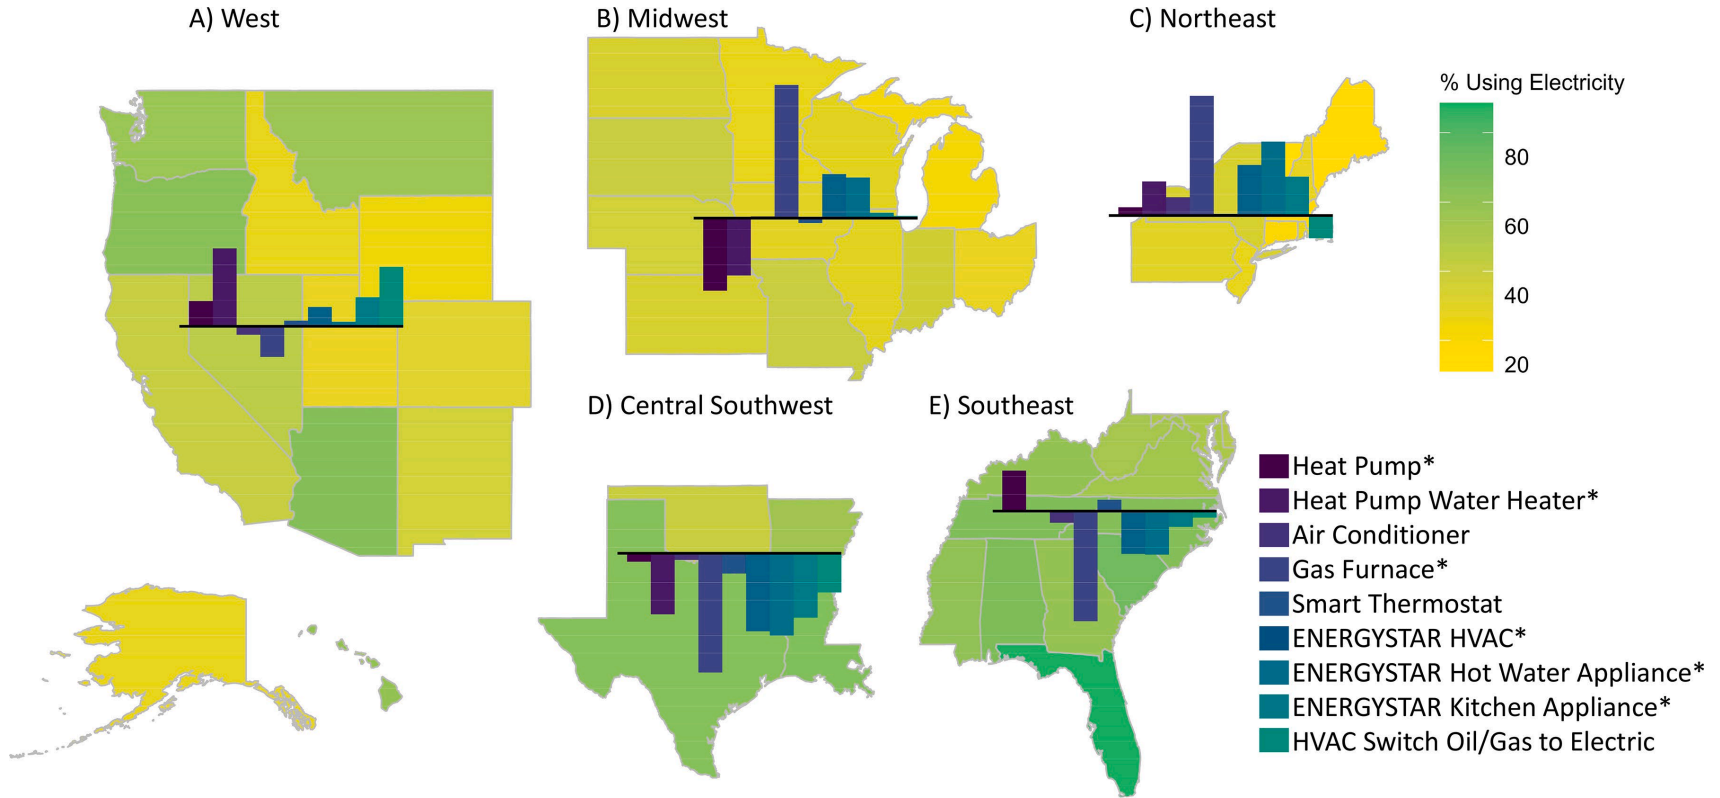 A) West
B) Midwest
C) Northeast
% Using Electricity
80
60
40
20
D) Central Southwest
E) Southeast
Heat Pump*
Heat Pump Water Heater*
Air Conditioner
Gas Furnace*
Smart Thermostat
ENERGYSTAR HVAC*
ENERGYSTAR Hot Water Appliance*
ENERGYSTAR Kitchen Appliance*
HVAC Switch Oil/Gas to Electric